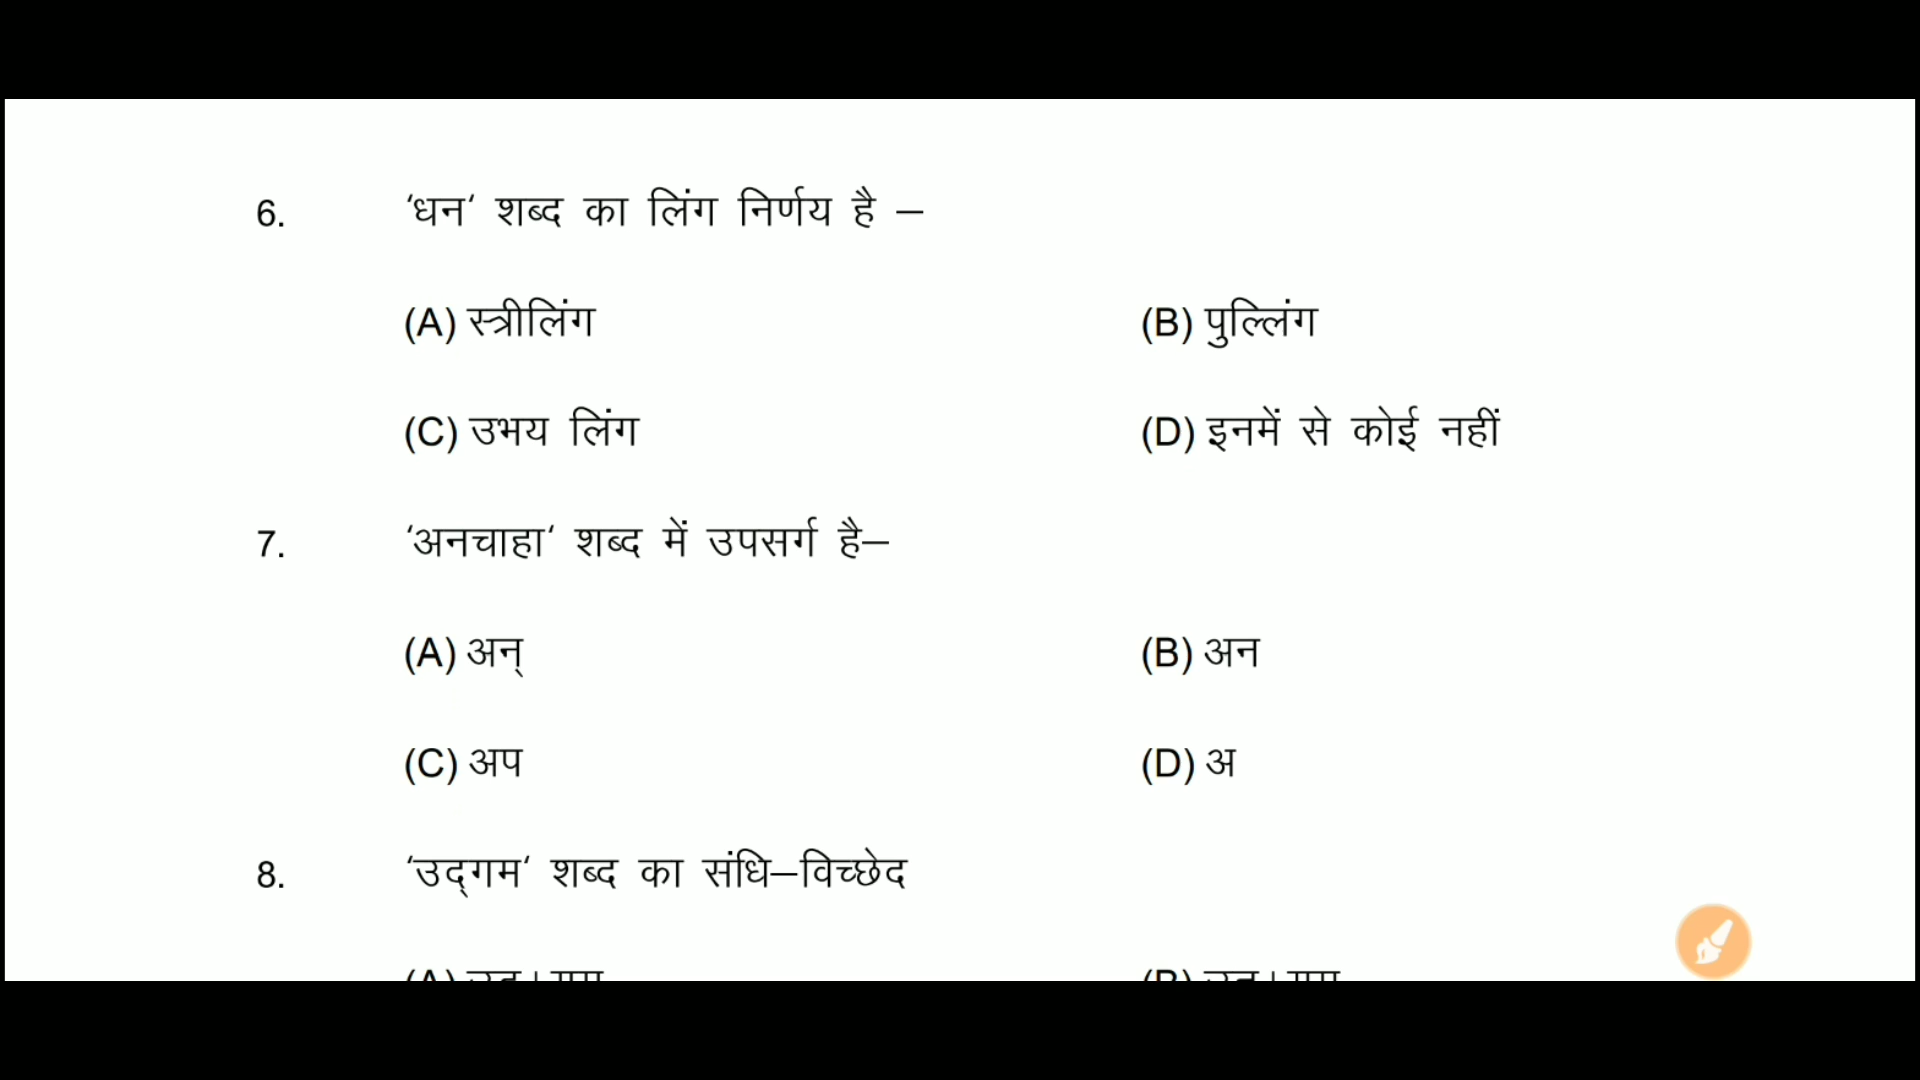 6. ‘धन‘ शब्द का लिंग निर्णय है –
(A) स्त्रीलिंग (B) पुल्लिंग
(C) उभय लिंग (D) इनमें से कोई नहीं
7. ‘अनचाहा‘ शब्द में उपसर्ग है–
(A) अन् (B) अन
(C) अप (D) अ
8. ‘उद्‌गम‘ शब्द का संधि–विच्छेद